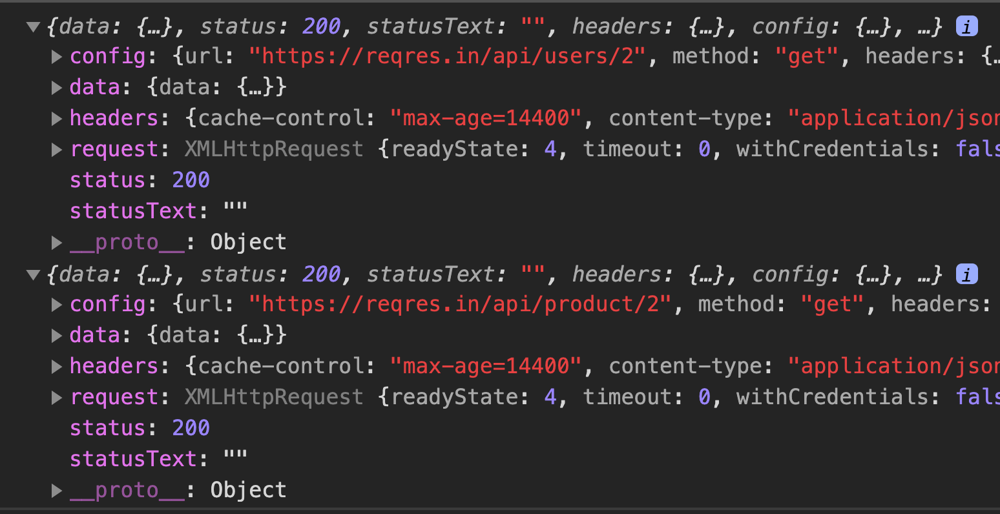 ▼{data: {…}, status: 200, statusText: "", headers: {…}, config: {…}, …} i
▶config: {url: "https://reqres.in/api/users/2", method: "get", headers: {…
▶data: {data: {…}}
▶headers: {cache-control: "max-age=14400", content-type: "application/json
▶request: XMLHttpRequest {readyState: 4, timeout: 0, withCredentials: fals
status: 200
statusText: ""
▶__proto__: Object
▼{data: {…}, status: 200, statusText: "", headers: {…}, config: {…}, …} i
▶config: {url: "https://reqres.in/api/product/2", method: "get", headers:
▶data: {data: {…}}
▶headers: {cache-control: "max-age=14400", content-type: "application/json
▶request: XMLHttpRequest {readyState: 4, timeout: 0, withCredentials: fals
status: 200
statusText: ""
▶__proto__: Object